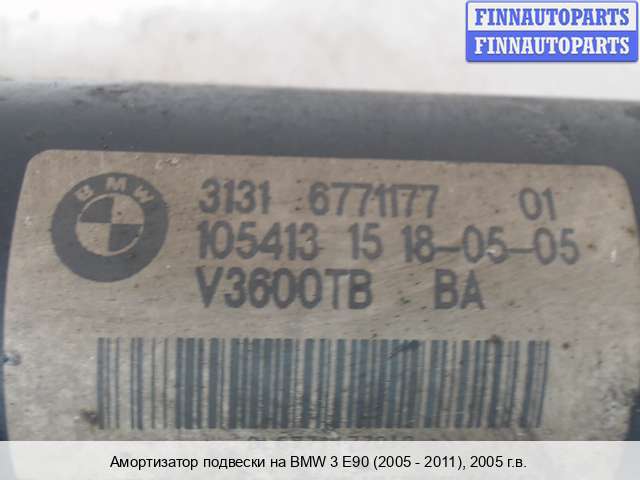 FINNAUTOPARTS
FINNAUTOPARTS
BMW
3131 6771177 01
105413 15 18-05-05
V3600TB BA
Амортизатор подвески на BMW 3 E90 (2005 - 2011), 2005 г.в.